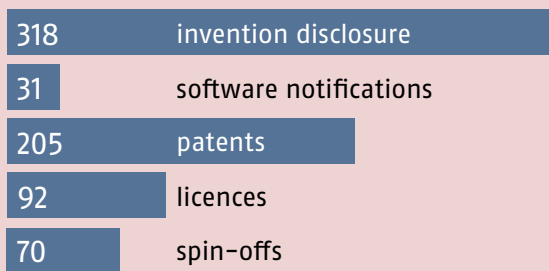 318 invention disclosure
31 software notifications
205 patents
92 licences
70 spin-offs